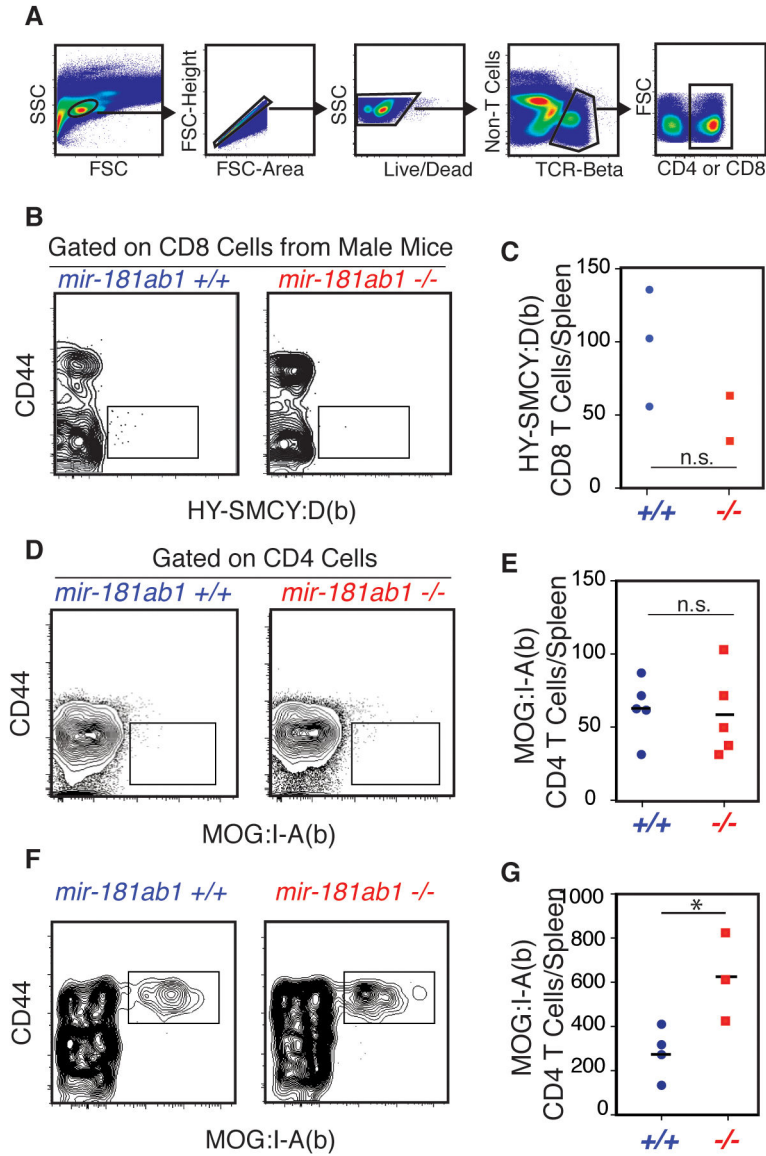 A
SSC
FSC
FSC-Height
FSC-Area
SSC
Live/Dead
Non-T Cells
TCR-Beta
FSC
CD4 or CD8
B
Gated on CD8 Cells from Male Mice
mir-181ab1 +/+
mir-181ab1 -/-
CD44
HY-SMCY:D(b)
C
HY-SMCY:D(b)
CD8 T Cells/Spleen
150
100
50
0
n.s.
+/+
-/-
D
Gated on CD4 Cells
mir-181ab1 +/+
mir-181ab1 -/-
CD44
MOG:I-A(b)
E
MOG:I-A(b)
CD4 T Cells/Spleen
150
100
50
0
n.s.
+/+
-/-
F
mir-181ab1 +/+
mir-181ab1 -/-
CD44
MOG:I-A(b)
G
MOG:I-A(b)
CD4 T Cells/Spleen
1000
800
600
400
200
0
*
+/+
-/-